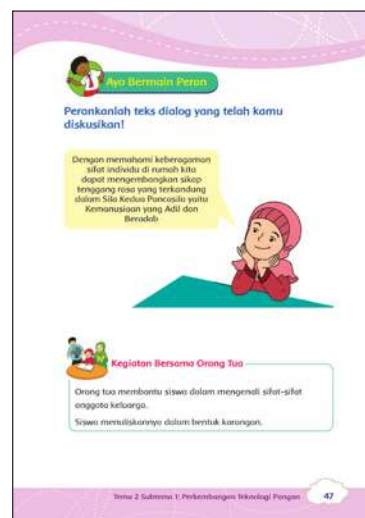 Ayo Bermain Peran
Perankanlah teks dialog yang telah kamu
diskusikan!
Dengan memahami keberagaman
sifat individu di rumah kita
dapat mengembangkan sikap
tenggang rasa yang terkandung
dalam Sila Kedua Pancasila yaitu
Kemanusiaan yang Adil dan
Beradab
Kegiatan Bersama Orang Tua
Orang tua membantu siswa dalam mengenali sifat-sifat
anggota keluarga.
Siswa menuliskannya dalam bentuk karangan.
Tema 2 Subtema 1: Perkembangan Teknologi Pangan
47